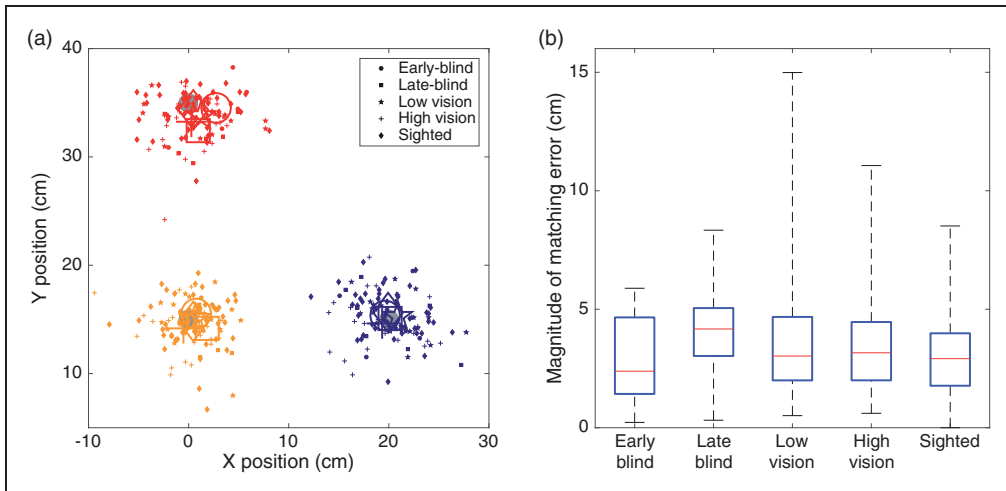 (a)
40
30
20
10
-10
0
10
20
30
Y position (cm)
X position (cm)
Early-blind
Late-blind
Low vision
High vision
Sighted
(b)
15
10
5
0
Magnitude of matching error (cm)
Early
blind
Late
blind
Low
vision
High
vision
Sighted